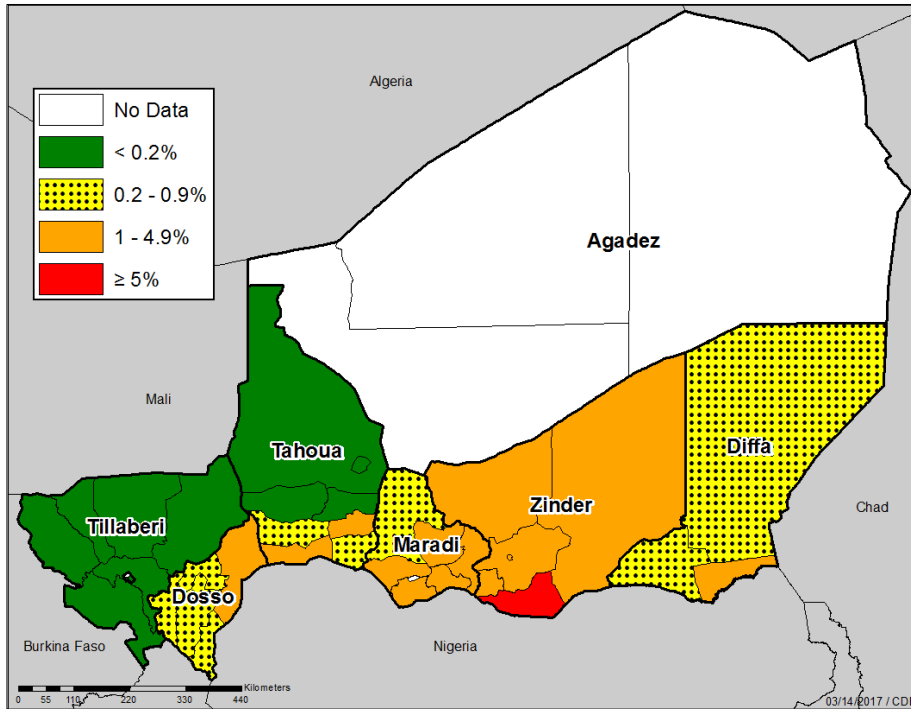 Algeria
No Data
< 0.2%
0.2 - 0.9%
1 - 4.9%
≥ 5%
Agadez
Mali
Tahoua
Diffa
Tillaberi
Zinder
Chad
Maradi
Dosso
Burkina Faso
Nigeria
Kilometers
0 55 110 220 330 440
03/14/2017 / CDI